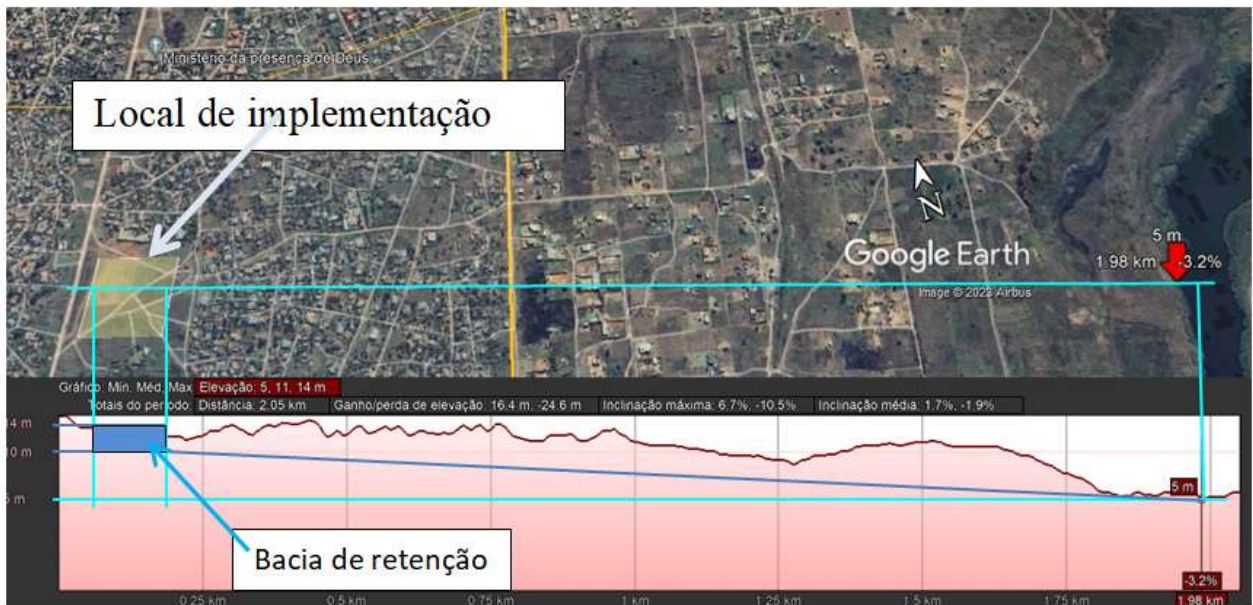 Ministério da presença de Deus
Local de implementação
N
Google Earth
5 m
1.98 km -3.2%
Image © 2023 Airbus
Gráfico: Mín. Méd. Max Elevação: 5, 11, 14 m
Totais do período Distância: 2.05 km Ganho/perda de elevação: 16.4 m, -24.6 m Inclinação máxima: 6.7%, -10.5% Inclinação média: 1.7%, -1.9%
14 m
10 m
5 m
5 m
Bacia de retenção
-3.2%
0.25 km 0.5 km 0.75 km 1 km 1.25 km 1.5 km 1.75 km 1.98 km